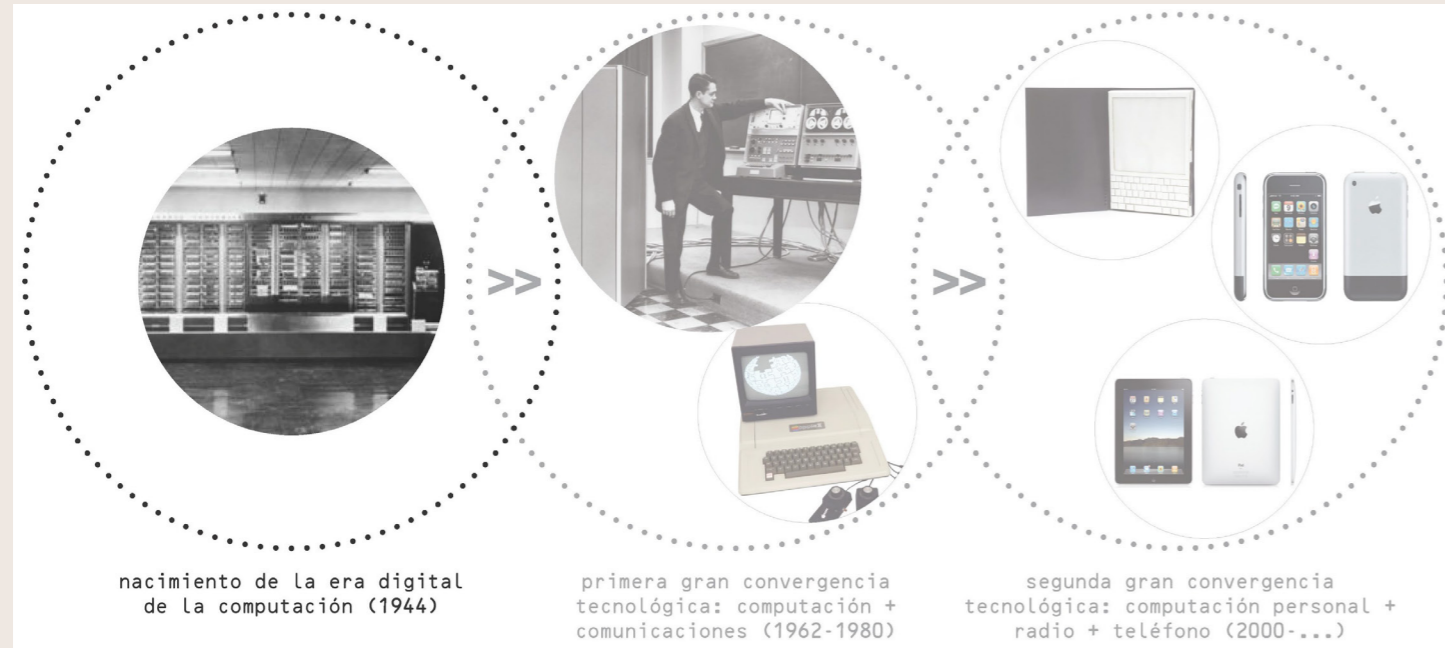 >>
>>
nacimiento de la era digital
de la computación (1944)
primera gran convergencia
tecnológica: computación +
comunicaciones (1962-1980)
segunda gran convergencia
tecnológica: computación personal +
radio + teléfono (2000-...)